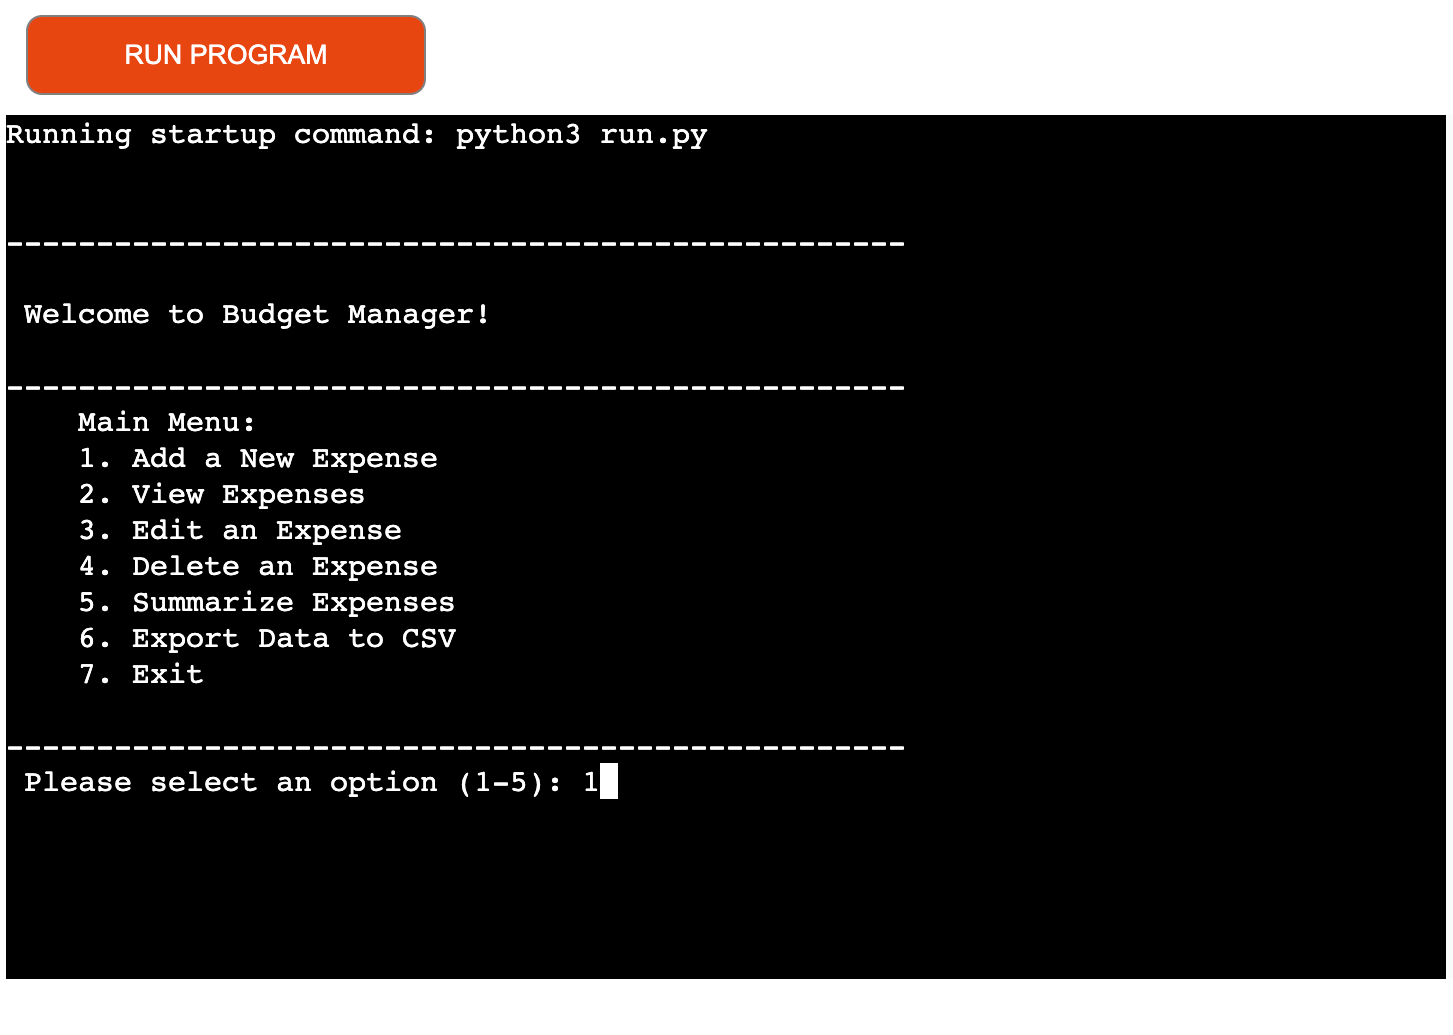 RUN PROGRAM
Running startup command: python3 run.py
--------------------------------------------------
Welcome to Budget Manager!
--------------------------------------------------
Main Menu:
1. Add a New Expense
2. View Expenses
3. Edit an Expense
4. Delete an Expense
5. Summarize Expenses
6. Export Data to CSV
7. Exit
--------------------------------------------------
Please select an option (1-5): 1